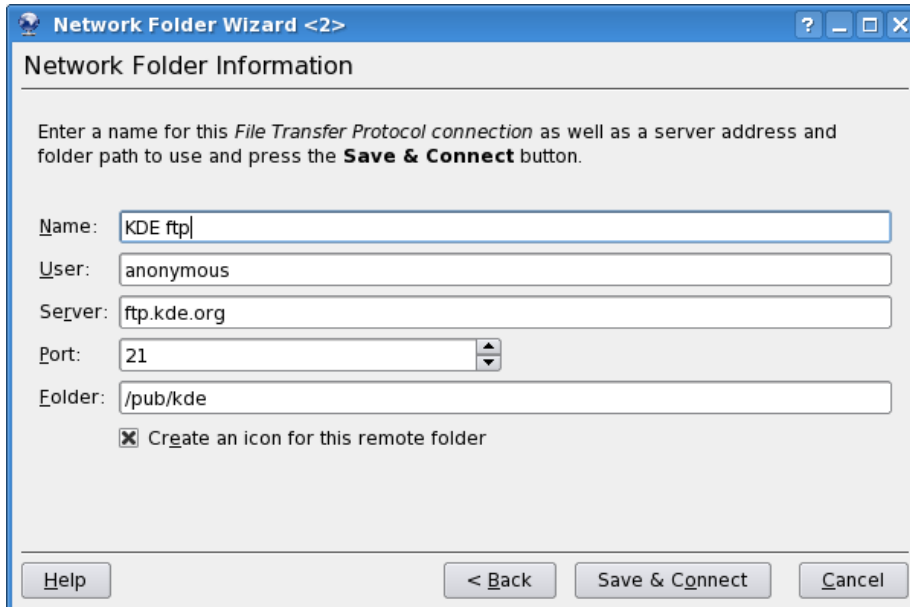 Network Folder Wizard <2>
Network Folder Information
Enter a name for this File Transfer Protocol connection as well as a server address and
folder path to use and press the Save & Connect button.
Name: KDE ftp
User: anonymous
Server: ftp.kde.org
Port: 21
Folder: /pub/kde
Create an icon for this remote folder
Help < Back Save & Connect Cancel